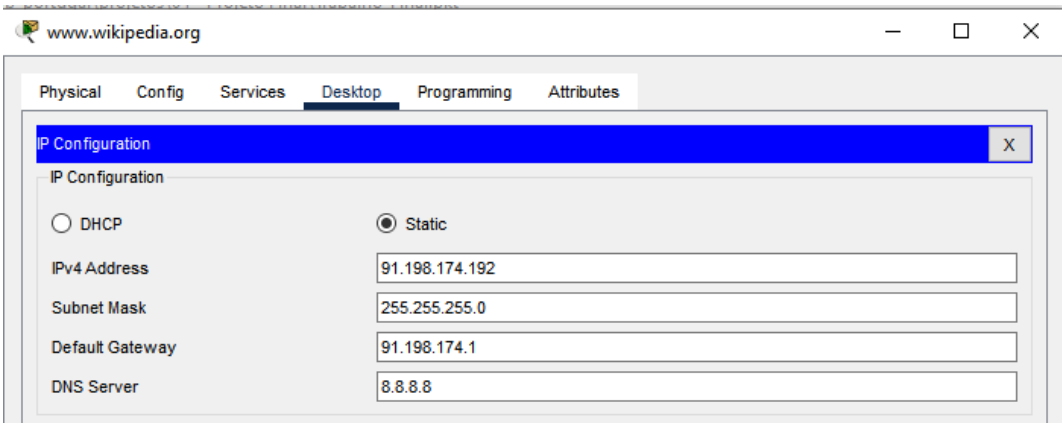 www.wikipedia.org
Physical Config Services Desktop Programming Attributes
IP Configuration X
IP Configuration
DHCP Static
IPv4 Address 91.198.174.192
Subnet Mask 255.255.255.0
Default Gateway 91.198.174.1
DNS Server 8.8.8.8